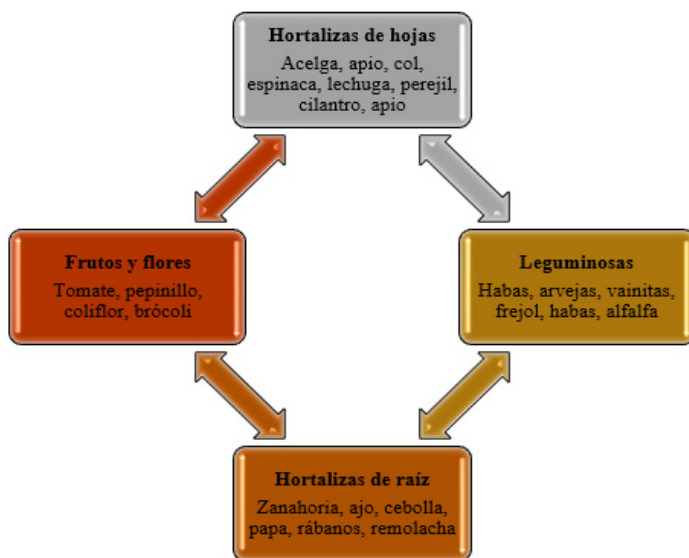 Hortalizas de hojas
Acelga, apio, col,
espinaca, lechuga, perejil,
cilantro, apio
Frutos y flores
Tomate, pepinillo,
coliflor, brócoli
Leguminosas
Habas, arvejas, vainitas,
frejol, habas, alfalfa
Hortalizas de raíz
Zanahoria, ajo, cebolla,
papa, rábanos, remolacha